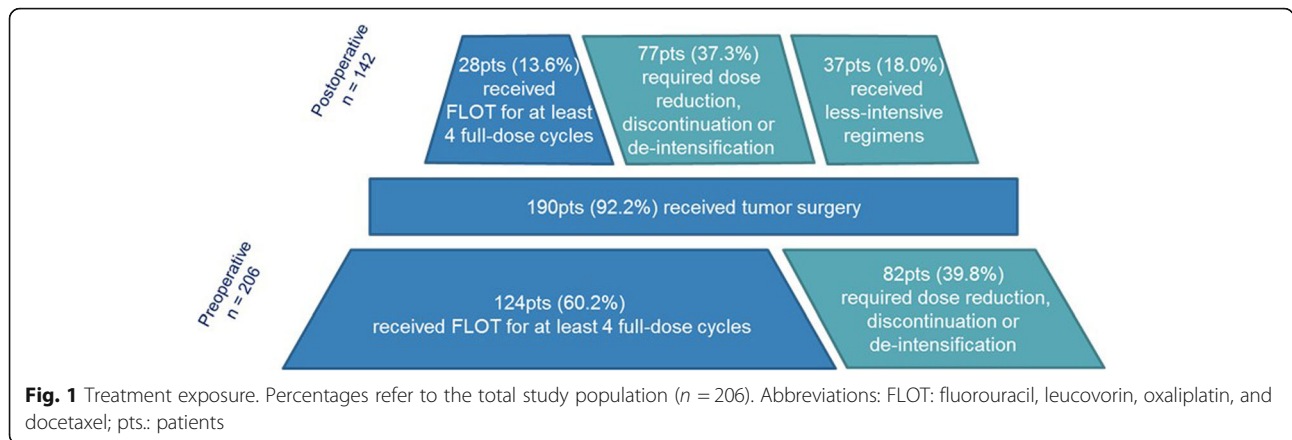 Postoperative
n = 142
28pts (13.6%)
received
FLOT for at least
4 full-dose cycles
77pts (37.3%)
required dose
reduction,
discontinuation or
de-intensification
37pts (18.0%)
received
less-intensive
regimens
190pts (92.2%) received tumor surgery
Preoperative
n = 206
124pts (60.2%)
received FLOT for at least 4 full-dose cycles
82pts (39.8%)
required dose reduction,
discontinuation or
de-intensification
Fig. 1 Treatment exposure. Percentages refer to the total study population (n = 206). Abbreviations: FLOT: fluorouracil, leucovorin, oxaliplatin, and
docetaxel; pts.: patients